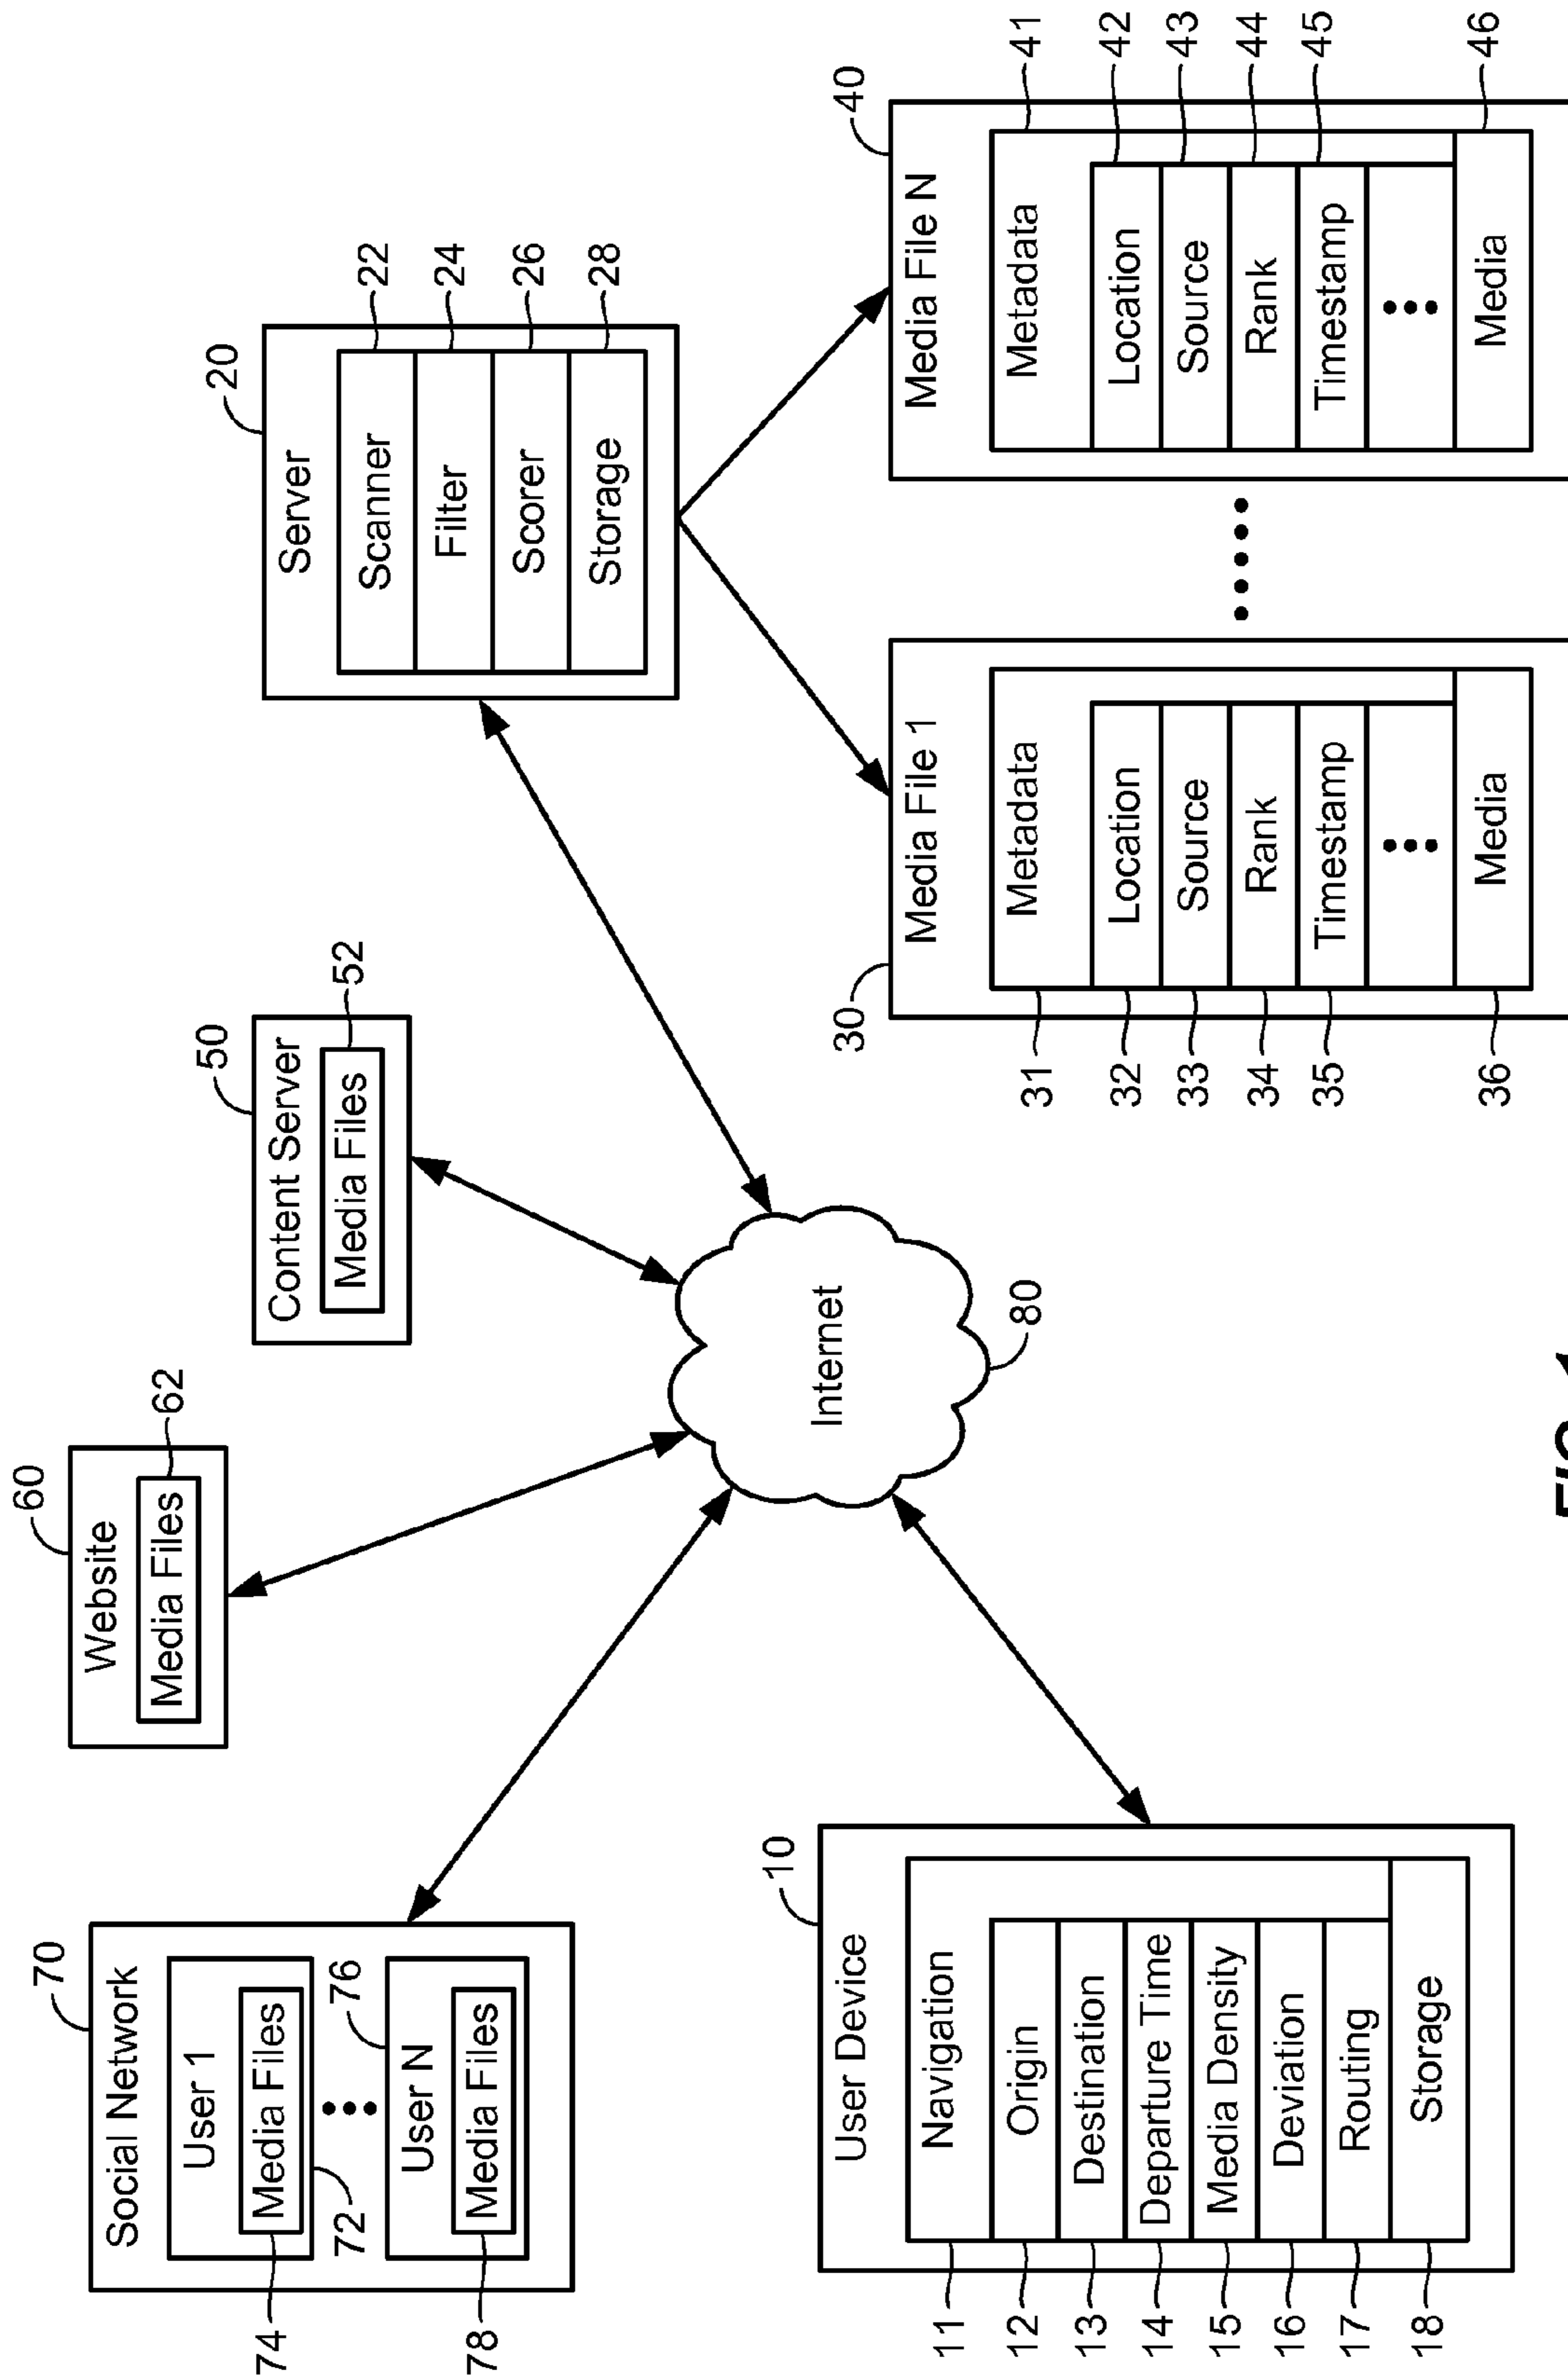 70
Social Network
User 1
Media Files
74
72
76
User N
Media Files
78
60
Website
Media Files
62
50
Content Server
Media Files
52
20
Server
Scanner
22
Filter
24
Scorer
26
Storage
28
Internet
80
10
User Device
Navigation
11
Origin
12
Destination
13
Departure Time
14
Media Density
15
Deviation
16
Routing
17
Storage
18
30
Media File 1
Metadata
31
Location
32
Source
33
Rank
34
Timestamp
35
Media
36
40
Media File N
Metadata
41
Location
42
Source
43
Rank
44
Timestamp
45
Media
46
FIG. 1